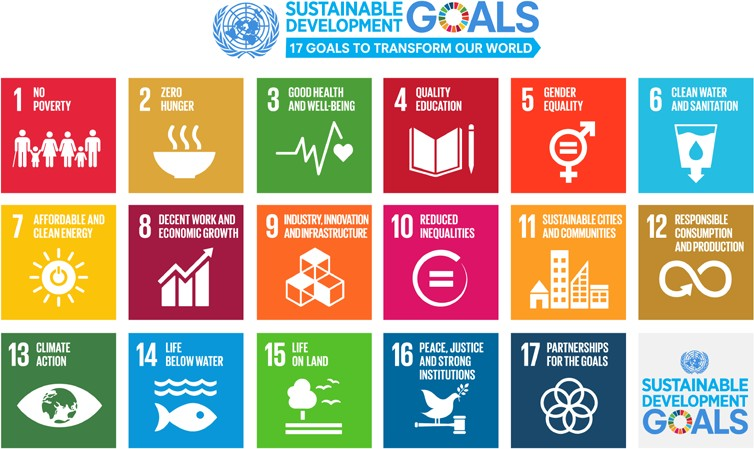 SUSTAINABLE
DEVELOPMENT
GOALS
17 GOALS TO TRANSFORM OUR WORLD
1 NO
POVERTY
2 ZERO
HUNGER
3 GOOD HEALTH
AND WELL-BEING
4 QUALITY
EDUCATION
5 GENDER
EQUALITY
6 CLEAN WATER
AND SANITATION
7 AFFORDABLE AND
CLEAN ENERGY
8 DECENT WORK AND
ECONOMIC GROWTH
9 INDUSTRY, INNOVATION
AND INFRASTRUCTURE
10 REDUCED
INEQUALITIES
11 SUSTAINABLE CITIES
AND COMMUNITIES
12 RESPONSIBLE
CONSUMPTION
AND PRODUCTION
13 CLIMATE
ACTION
14 LIFE
BELOW WATER
15 LIFE
ON LAND
16 PEACE, JUSTICE
AND STRONG
INSTITUTIONS
17 PARTNERSHIPS
FOR THE GOALS
SUSTAINABLE
DEVELOPMENT
GOALS